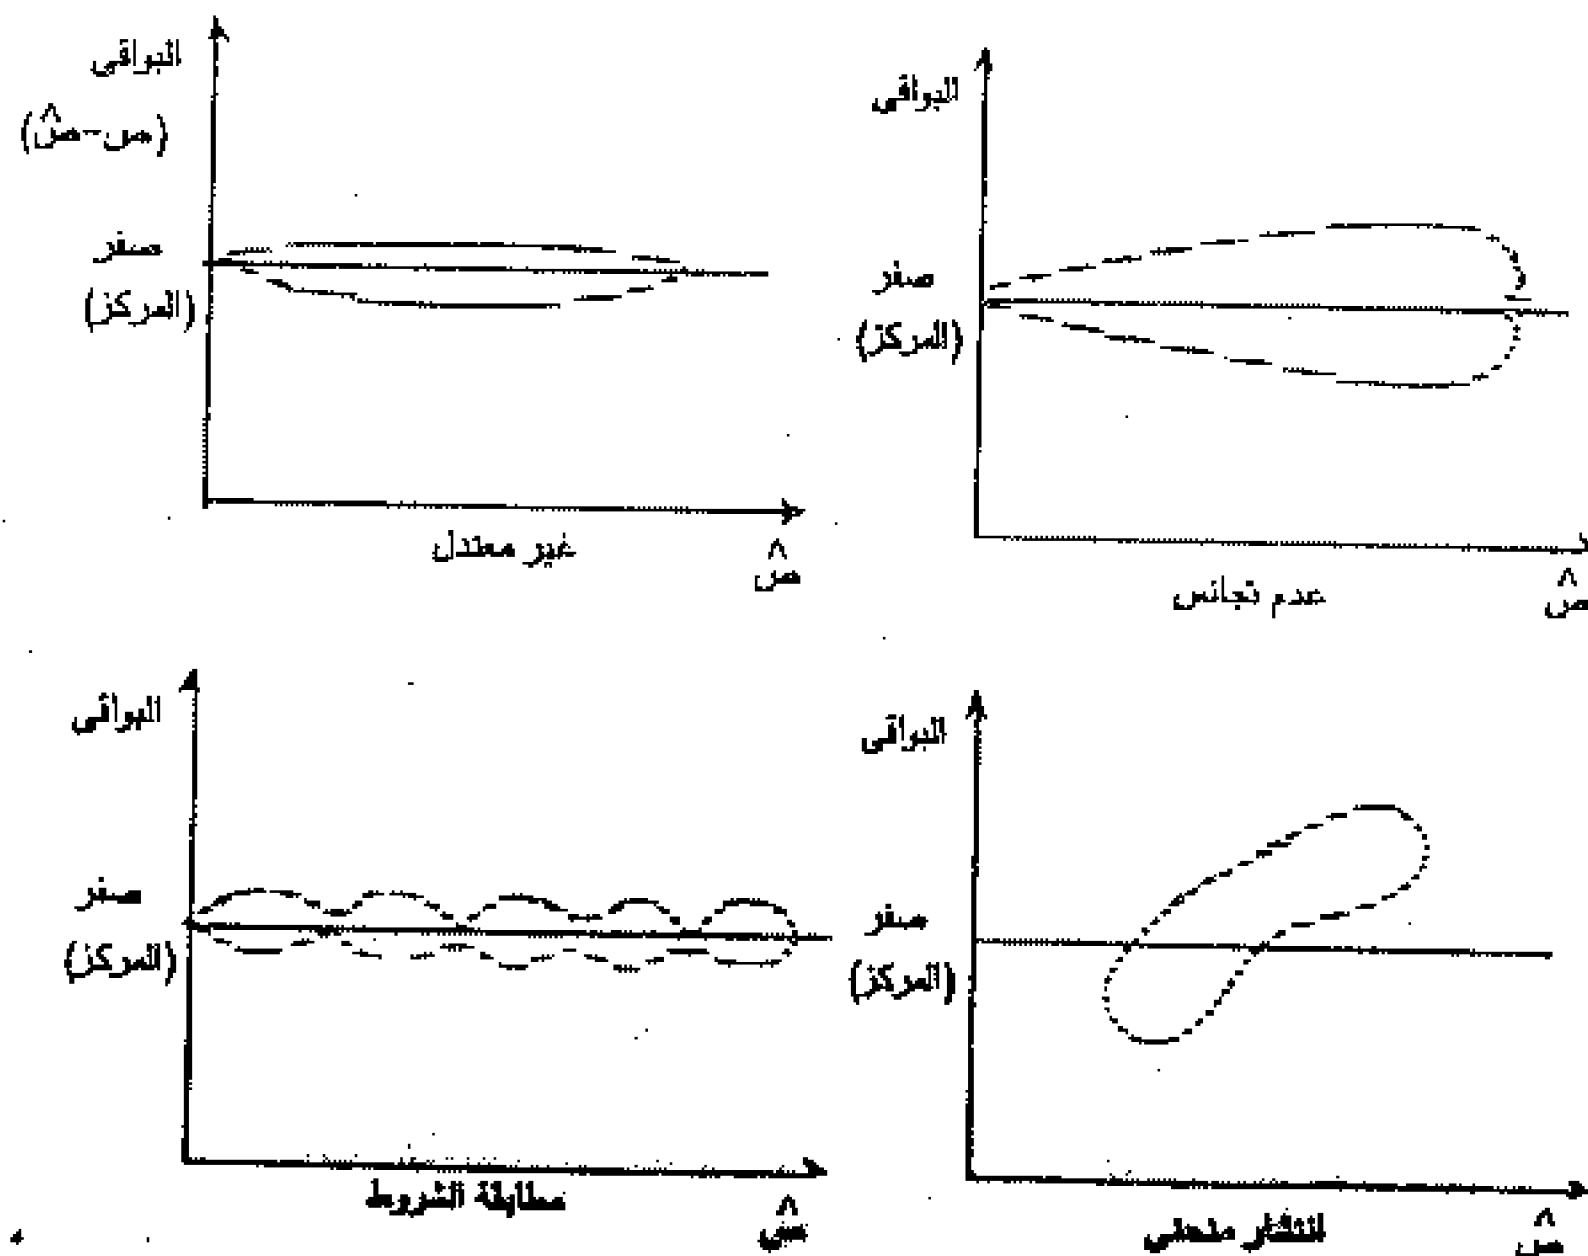 البواقي
(ص-ص^)
صفر
(المركز)
غير معتدل
ص^
البواقي
صفر
(المركز)
عدم تجانس
ص^
البواقي
صفر
(المركز)
مطابقة الشروط
ص^
البواقي
صفر
(المركز)
انتشار منحني
ص^